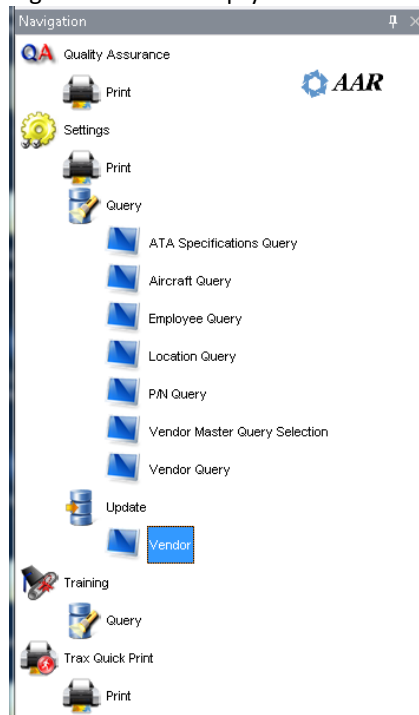 Navigation
QA Quality Assurance
AAR
Print
Settings
Print
Query
ATA Specifications Query
Aircraft Query
Employee Query
Location Query
P/N Query
Vendor Master Query Selection
Vendor Query
Update
Vendor
Training
Query
Trax Quick Print
Print